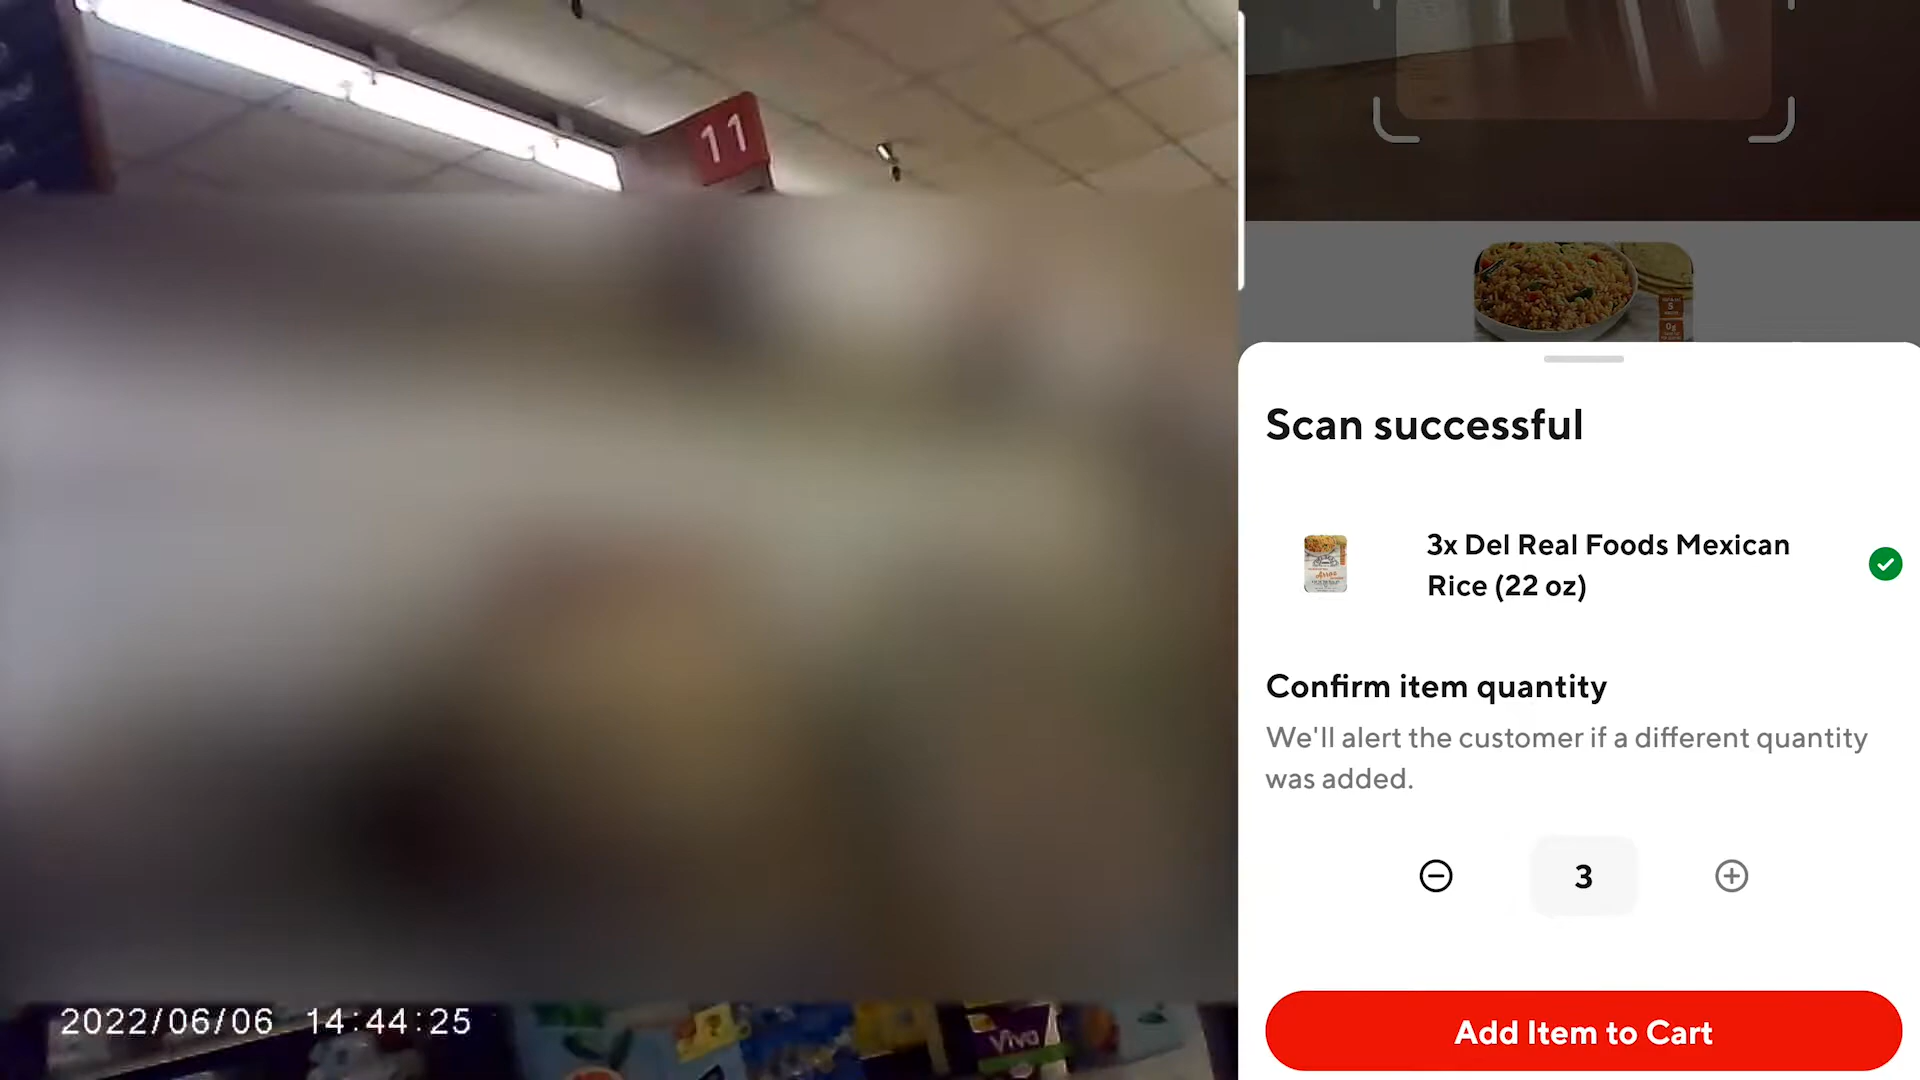 11
2022/06/06 14:44:25
Viva
Scan successful
3x Del Real Foods Mexican
Rice (22 oz)
Confirm item quantity
We'll alert the customer if a different quantity
was added.
3
Add Item to Cart